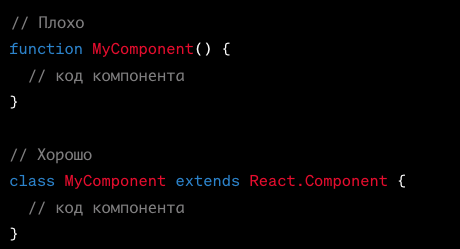 // Плохо
function MyComponent() {
  // код компонента
}

// Хорошо
class MyComponent extends React.Component {
  // код компонента
}